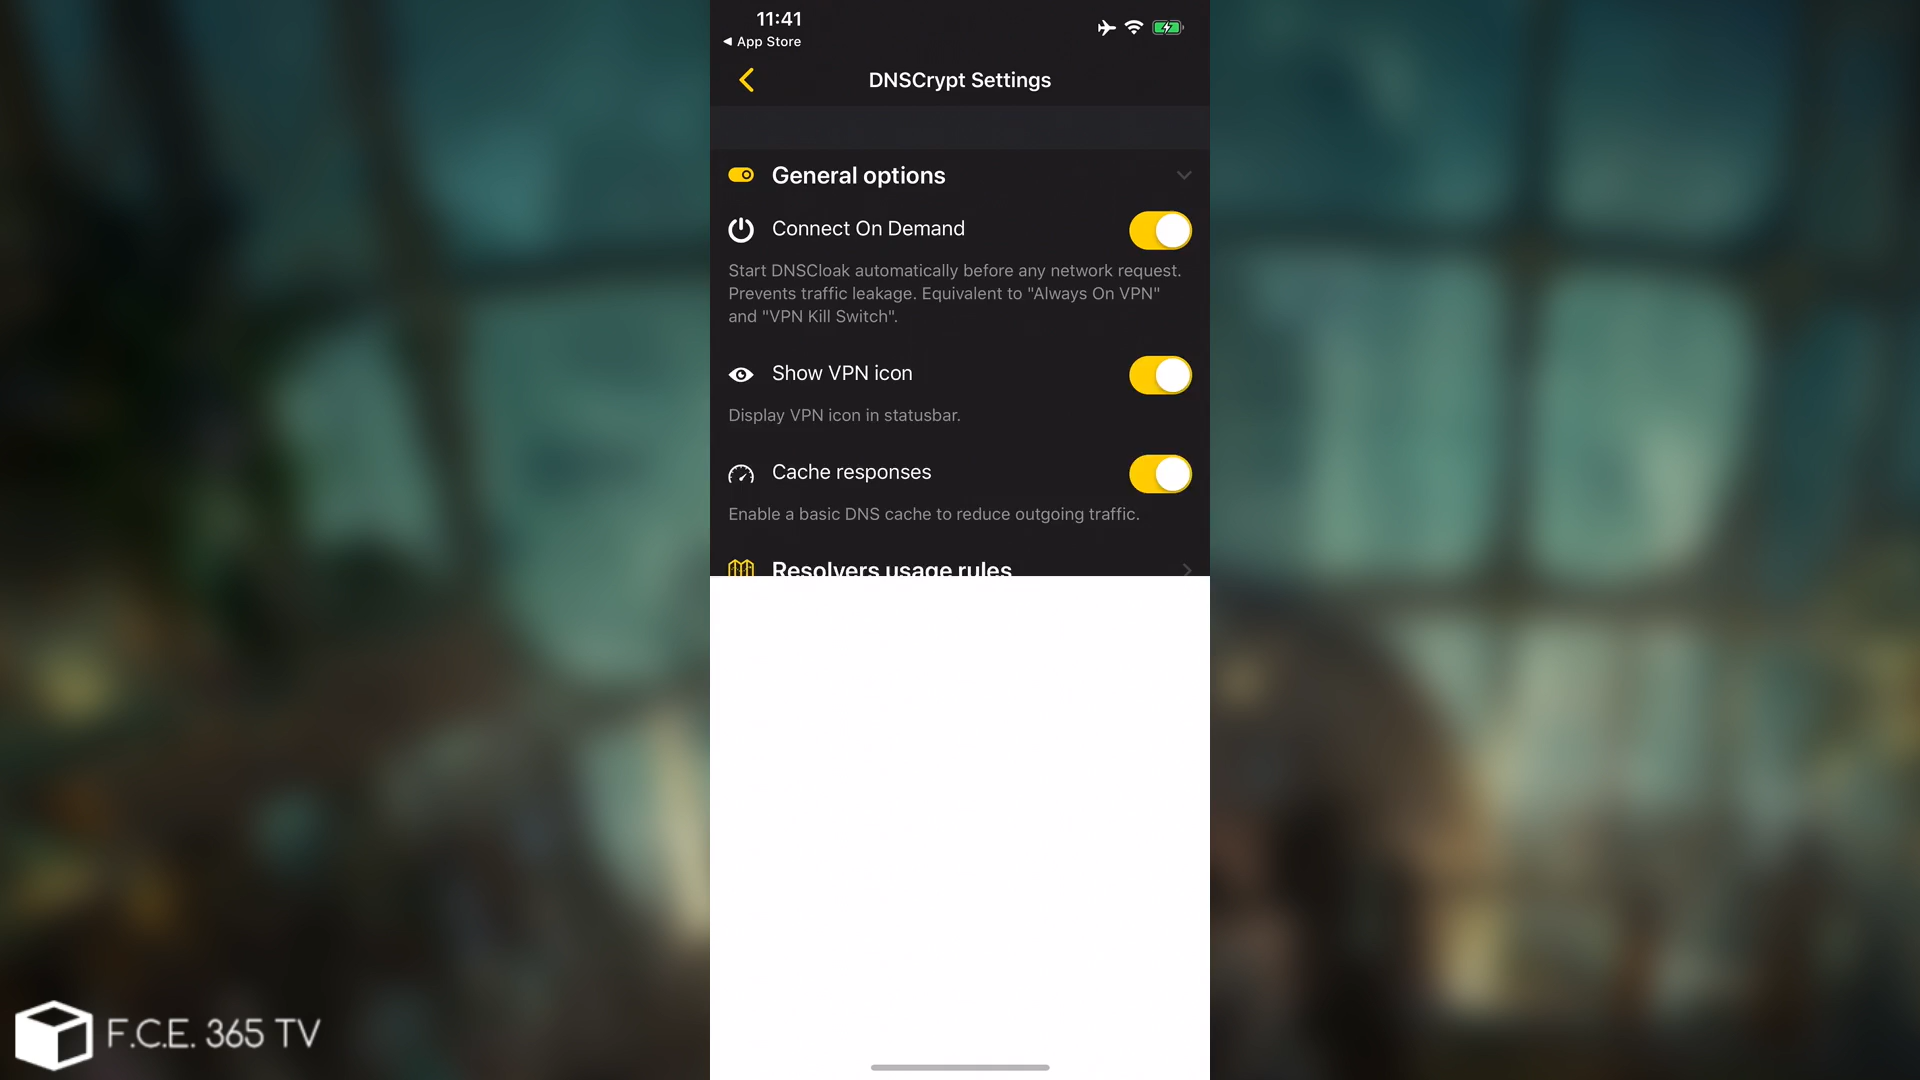 11:41
App Store
DNSCrypt Settings
General options
Connect On Demand
Start DNSCloak automatically before any network request.
Prevents traffic leakage. Equivalent to "Always On VPN"
and "VPN Kill Switch".
Show VPN icon
Display VPN icon in statusbar.
Cache responses
Enable a basic DNS cache to reduce outgoing traffic.
Resolvers usage rules
F.C.E. 365 TV